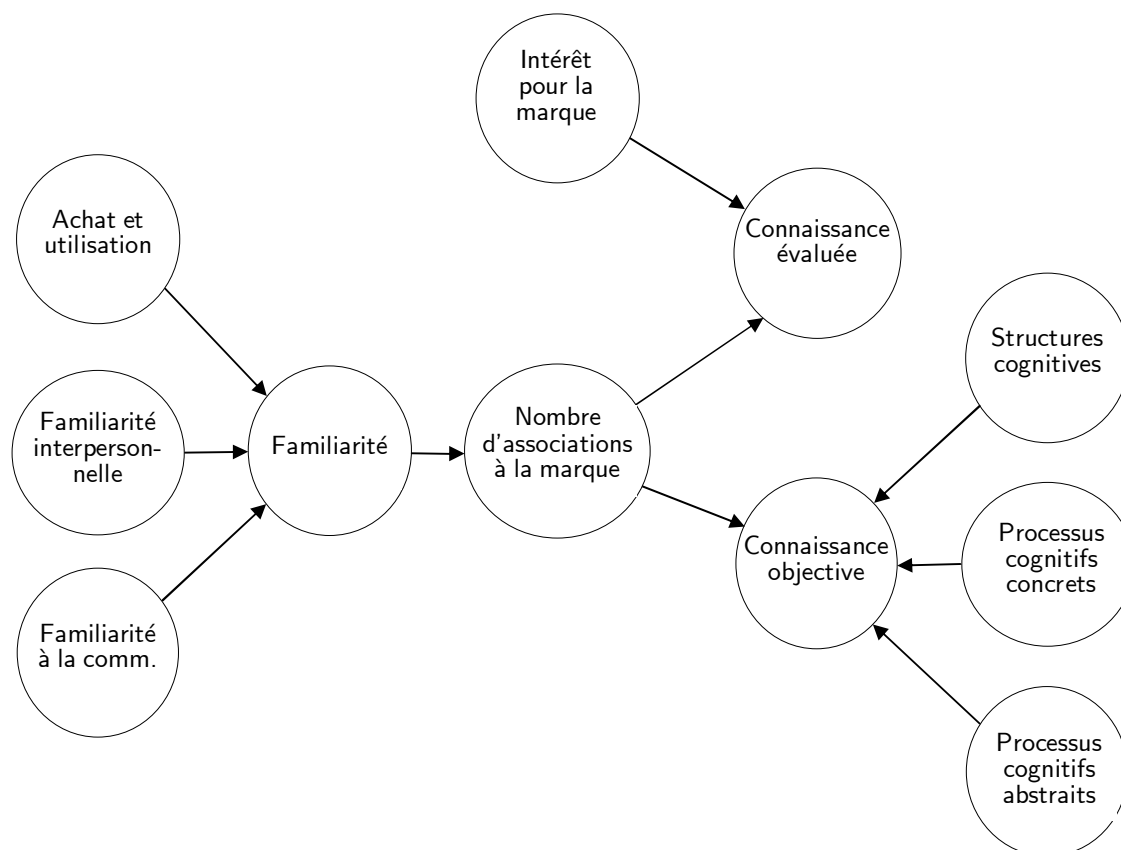 Intérêt
pour la
marque
Achat et
utilisation
Connaissance
évaluée
Structures
cognitives
Familiarité
interperson-
nelle
Familiarité
Nombre
d'associations
à la marque
Connaissance
objective
Processus
cognitifs
concrets
Familiarité
à la comm.
Processus
cognitifs
abstraits